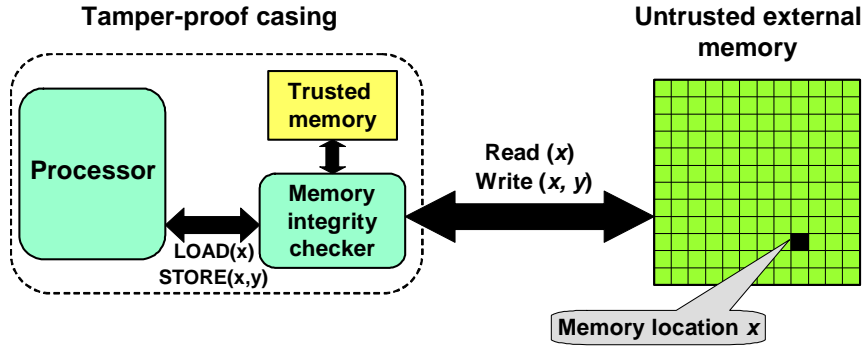 Tamper-proof casing
Untrusted external
memory
Trusted
memory
Processor
Read (x)
Write (x, y)
Memory
integrity
checker
LOAD(x)
STORE(x,y)
Memory location x